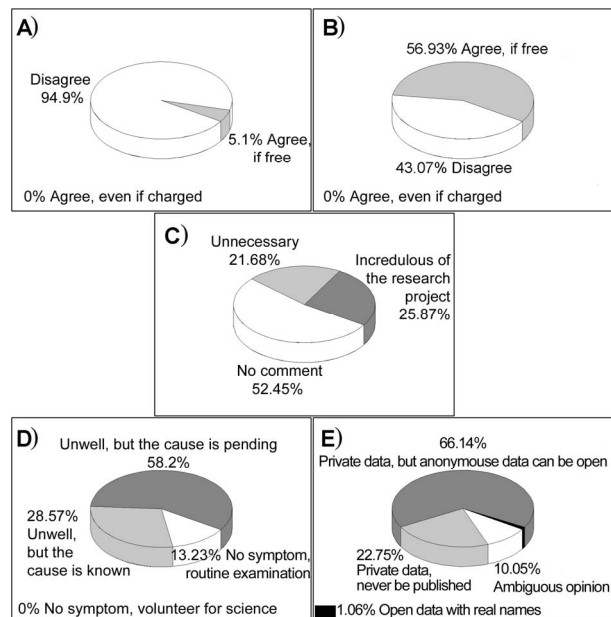 A)
Disagree
94.9%
5.1% Agree,
if free
0% Agree, even if charged
B)
56.93% Agree, if free
43.07% Disagree
0% Agree, even if charged
C)
Unnecessary
21.68%
Incredulous of
the research
project
25.87%
No comment
52.45%
D)
Unwell, but the cause is pending
58.2%
28.57%
Unwell,
but the
cause is known
13.23% No symptom,
routine examination
0% No symptom, volunteer for science
E)
66.14%
Private data, but anonymouse data can be open
22.75%
Private data,
never be published
10.05%
Ambiguous opinion
1.06% Open data with real names